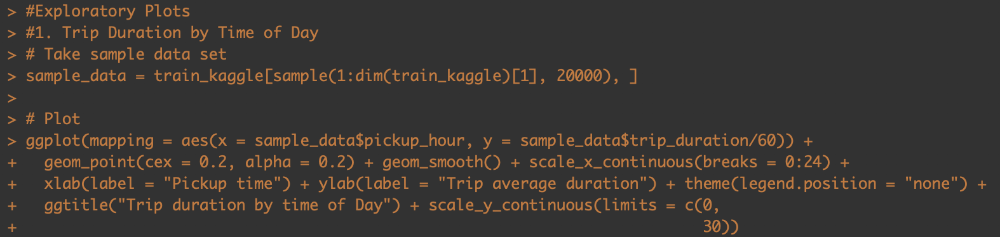 > #Exploratory Plots
> #1. Trip Duration by Time of Day
> # Take sample data set
> sample_data = train_kaggle[sample(1:dim(train_kaggle)[1], 20000), ]
>
> # Plot
> ggplot(mapping = aes(x = sample_data$pickup_hour, y = sample_data$trip_duration/60)) +
+   geom_point(cex = 0.2, alpha = 0.2) + geom_smooth() + scale_x_continuous(breaks = 0:24) +
+   xlab(label = "Pickup time") + ylab(label = "Trip average duration") + theme(legend.position = "none") +
+   ggtitle("Trip duration by time of Day") + scale_y_continuous(limits = c(0,
+                                                                           30))